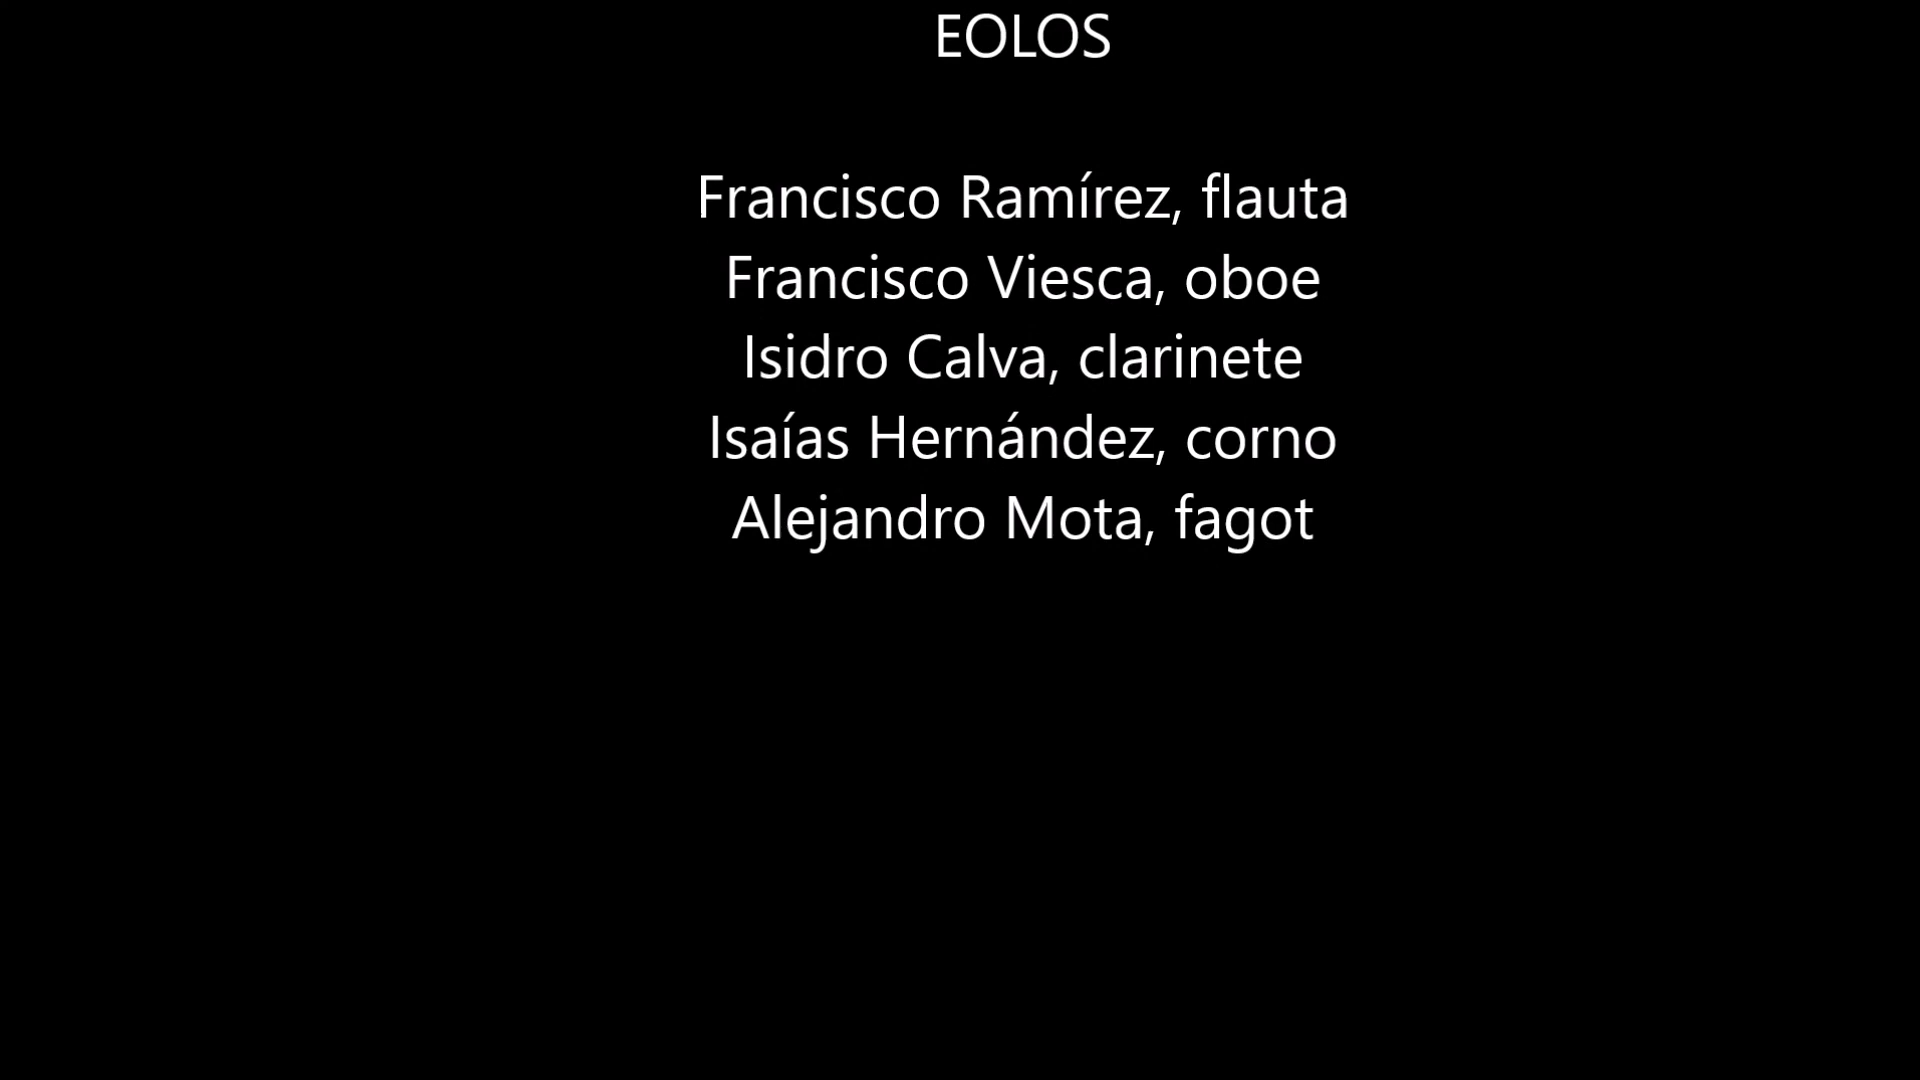 EOLOS
Francisco Ramírez, flauta
Francisco Viesca, oboe
Isidro Calva, clarinete
Isaías Hernández, corno
Alejandro Mota, fagot